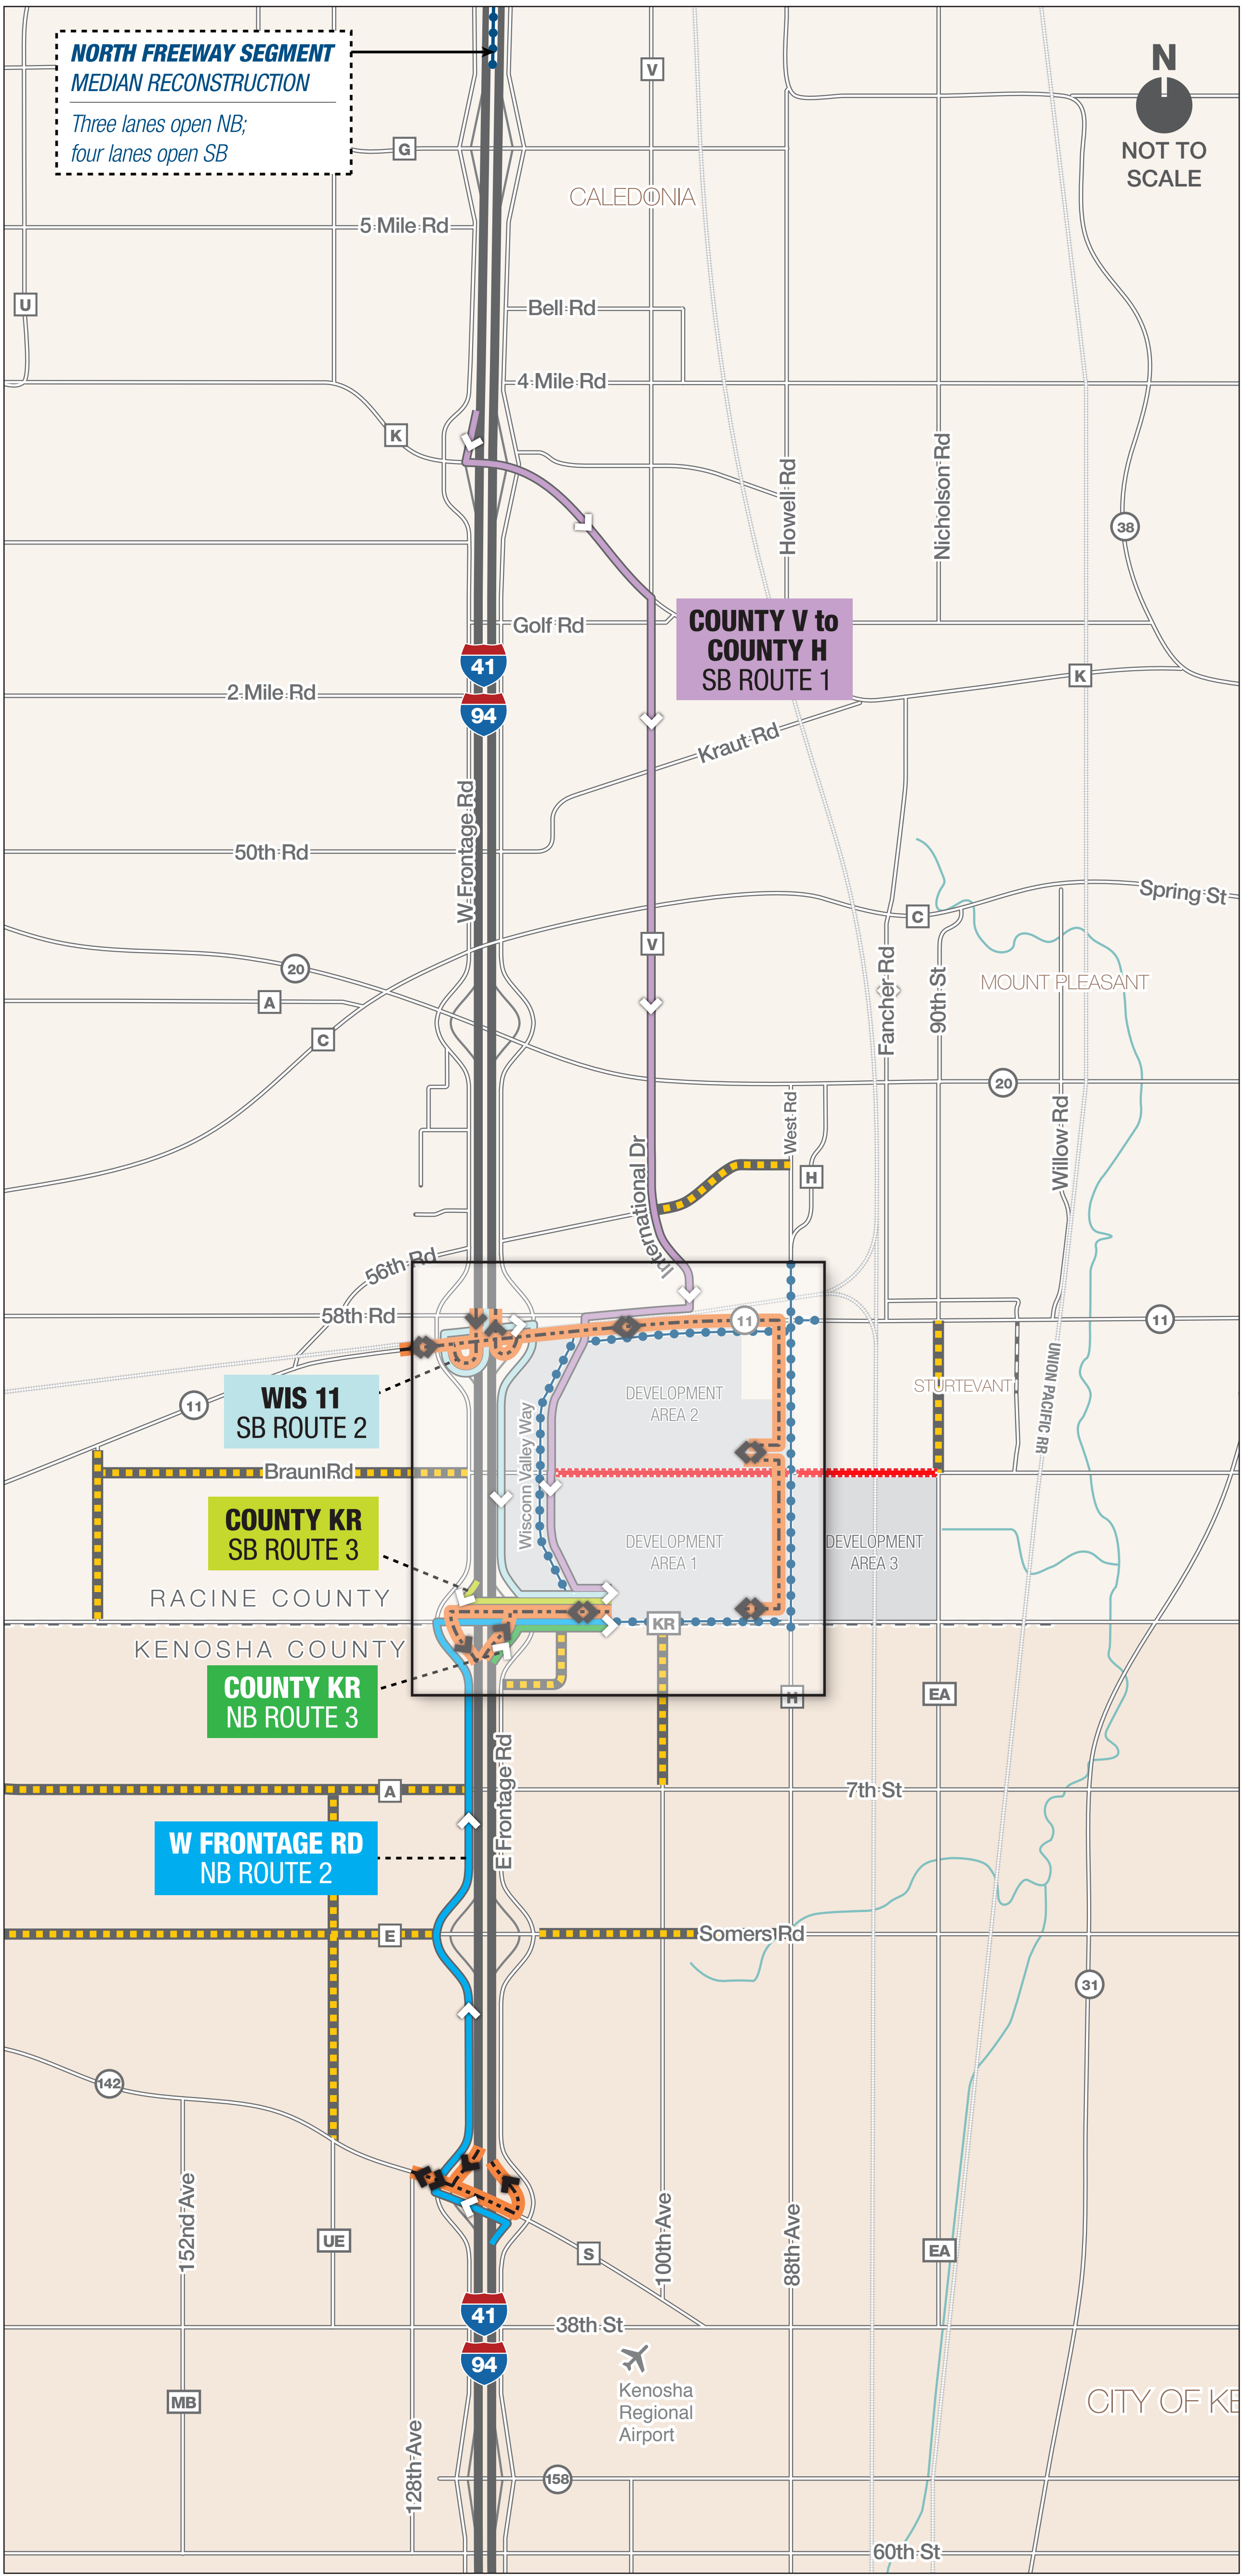 NORTH FREEWAY SEGMENT
MEDIAN RECONSTRUCTION
Three lanes open NB;
four lanes open SB
V
N
NOT TO
SCALE
G
CALEDONIA
5 Mile Rd
U
Bell Rd
4 Mile Rd
K
Howell Rd
Nicholson Rd
38
COUNTY V to
COUNTY H
SB ROUTE 1
Golf Rd
41
K
2 Mile Rd
94
Kraut Rd
W Frontage Rd
50th Rd
Spring St
C
V
20
Fancher Rd
90th St
MOUNT PLEASANT
A
C
20
West Rd
Willow Rd
International Dr
H
56th Rd
58th Rd
11
11
UNION PACIFIC RR
WIS 11
SB ROUTE 2
11
DEVELOPMENT
AREA 2
STURTEVANT
Wisconn Valley Way
Braun Rd
COUNTY KR
SB ROUTE 3
DEVELOPMENT
AREA 1
DEVELOPMENT
AREA 3
RACINE COUNTY
KR
KENOSHA COUNTY
COUNTY KR
NB ROUTE 3
H
EA
E Frontage Rd
A
7th St
W FRONTAGE RD
NB ROUTE 2
E
Somers Rd
31
142
152nd Ave
UE
S
100th Ave
88th Ave
EA
41
38th St
94
Kenosha
Regional
Airport
MB
CITY OF KE
128th Ave
158
60th St